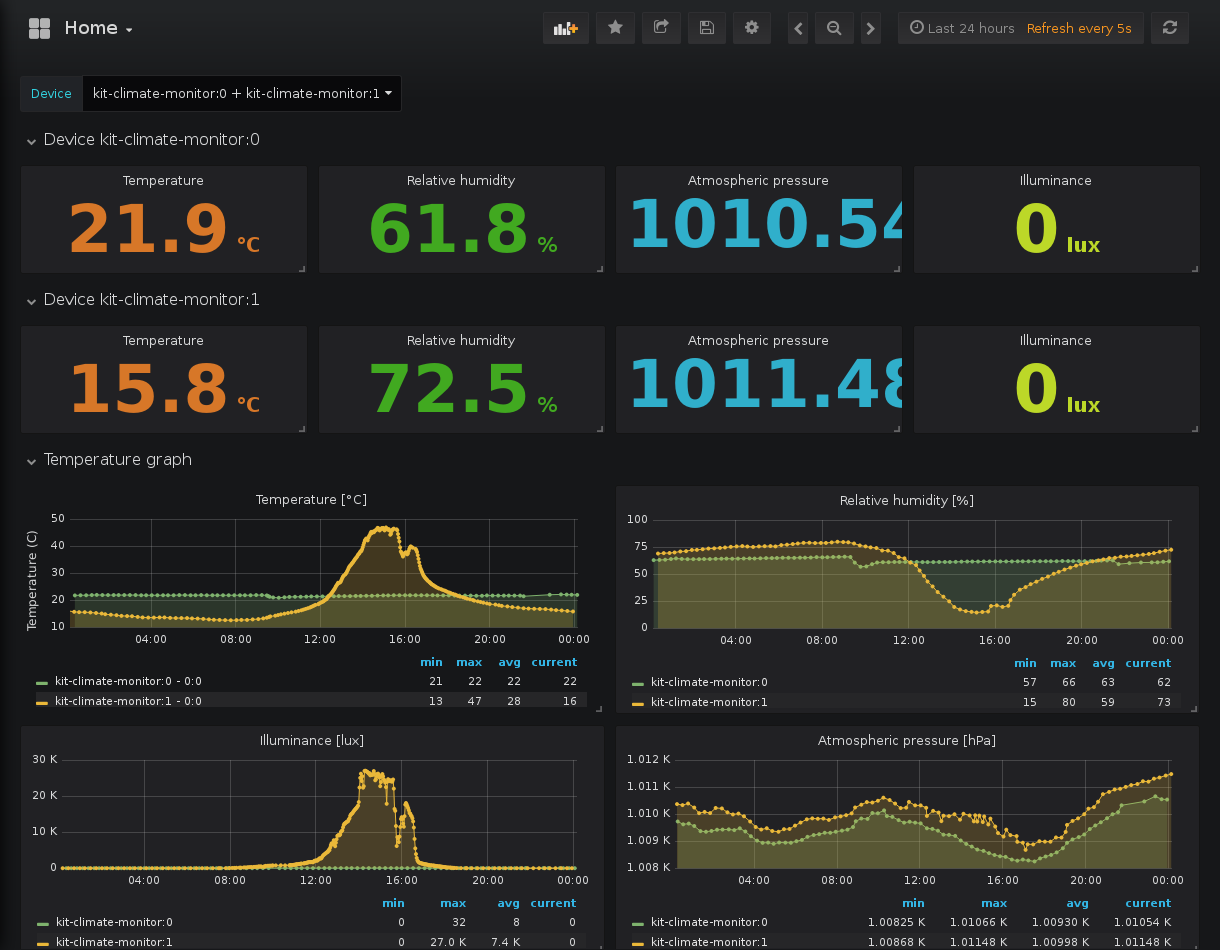 Home
Last 24 hours Refresh every 5s
Device kit-climate-monitor:0 + kit-climate-monitor:1
Device kit-climate-monitor:0
Temperature Relative humidity Atmospheric pressure Illuminance
21.9 °C 61.8 % 1010.54 0 lux
Device kit-climate-monitor:1
Temperature Relative humidity Atmospheric pressure Illuminance
15.8 °C 72.5 % 1011.48 0 lux
Temperature graph
Temperature [°C]
Temperature (C)
50
40
30
20
10
04:00 08:00 12:00 16:00 20:00 00:00
min max avg current
kit-climate-monitor:0 - 0:0 21 22 22 22
kit-climate-monitor:1 - 0:0 13 47 28 16
Relative humidity [%]
100
75
50
25
0
04:00 08:00 12:00 16:00 20:00 00:00
min max avg current
kit-climate-monitor:0 57 66 63 62
kit-climate-monitor:1 15 80 59 73
Illuminance [lux]
30 K
20 K
10 K
0
04:00 08:00 12:00 16:00 20:00 00:00
min max avg current
kit-climate-monitor:0 0 32 8 0
kit-climate-monitor:1 0 27.0 K 7.4 K 0
Atmospheric pressure [hPa]
1.012 K
1.011 K
1.010 K
1.009 K
1.008 K
04:00 08:00 12:00 16:00 20:00 00:00
min max avg current
kit-climate-monitor:0 1.00825 K 1.01066 K 1.00930 K 1.01054 K
kit-climate-monitor:1 1.00868 K 1.01148 K 1.00998 K 1.01148 K